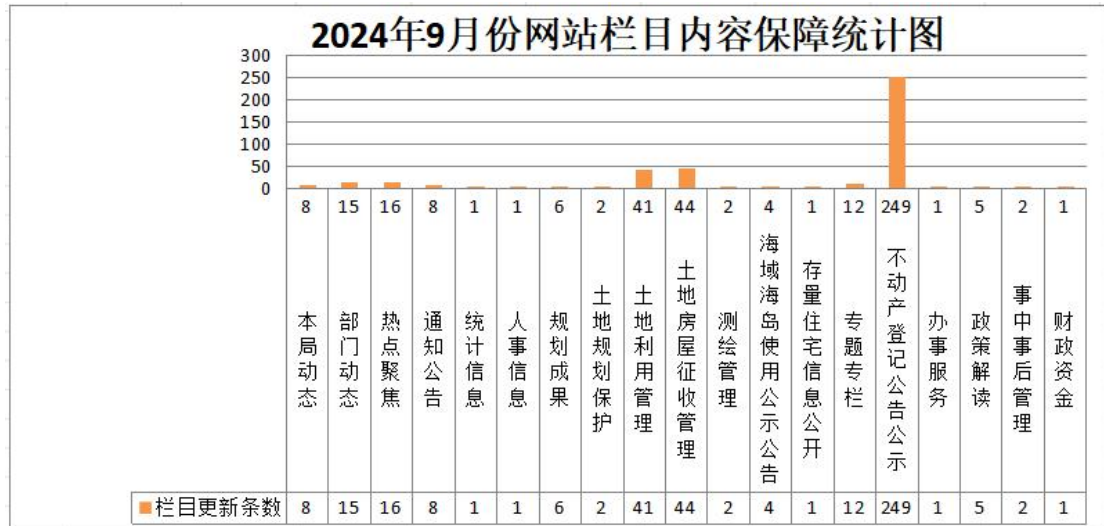 2024年9月份网站栏目内容保障统计图
300
250
200
150
100
50
0
8 15 16 8 1 1 6 2 41 44 2 4 1 12 249 1 5 2 1
本局动态
部门动态
热点聚焦
通知公告
统计信息
人事信息
规划成果
土地规划保护
土地利用管理
土地房屋征收管理
测绘管理
海域海岛使用公示公告
存量住宅信息公开
专题专栏
不动产登记公告公示
办事服务
政策解读
事中事后管理
财政资金
栏目更新条数 8 15 16 8 1 1 6 2 41 44 2 4 1 12 249 1 5 2 1